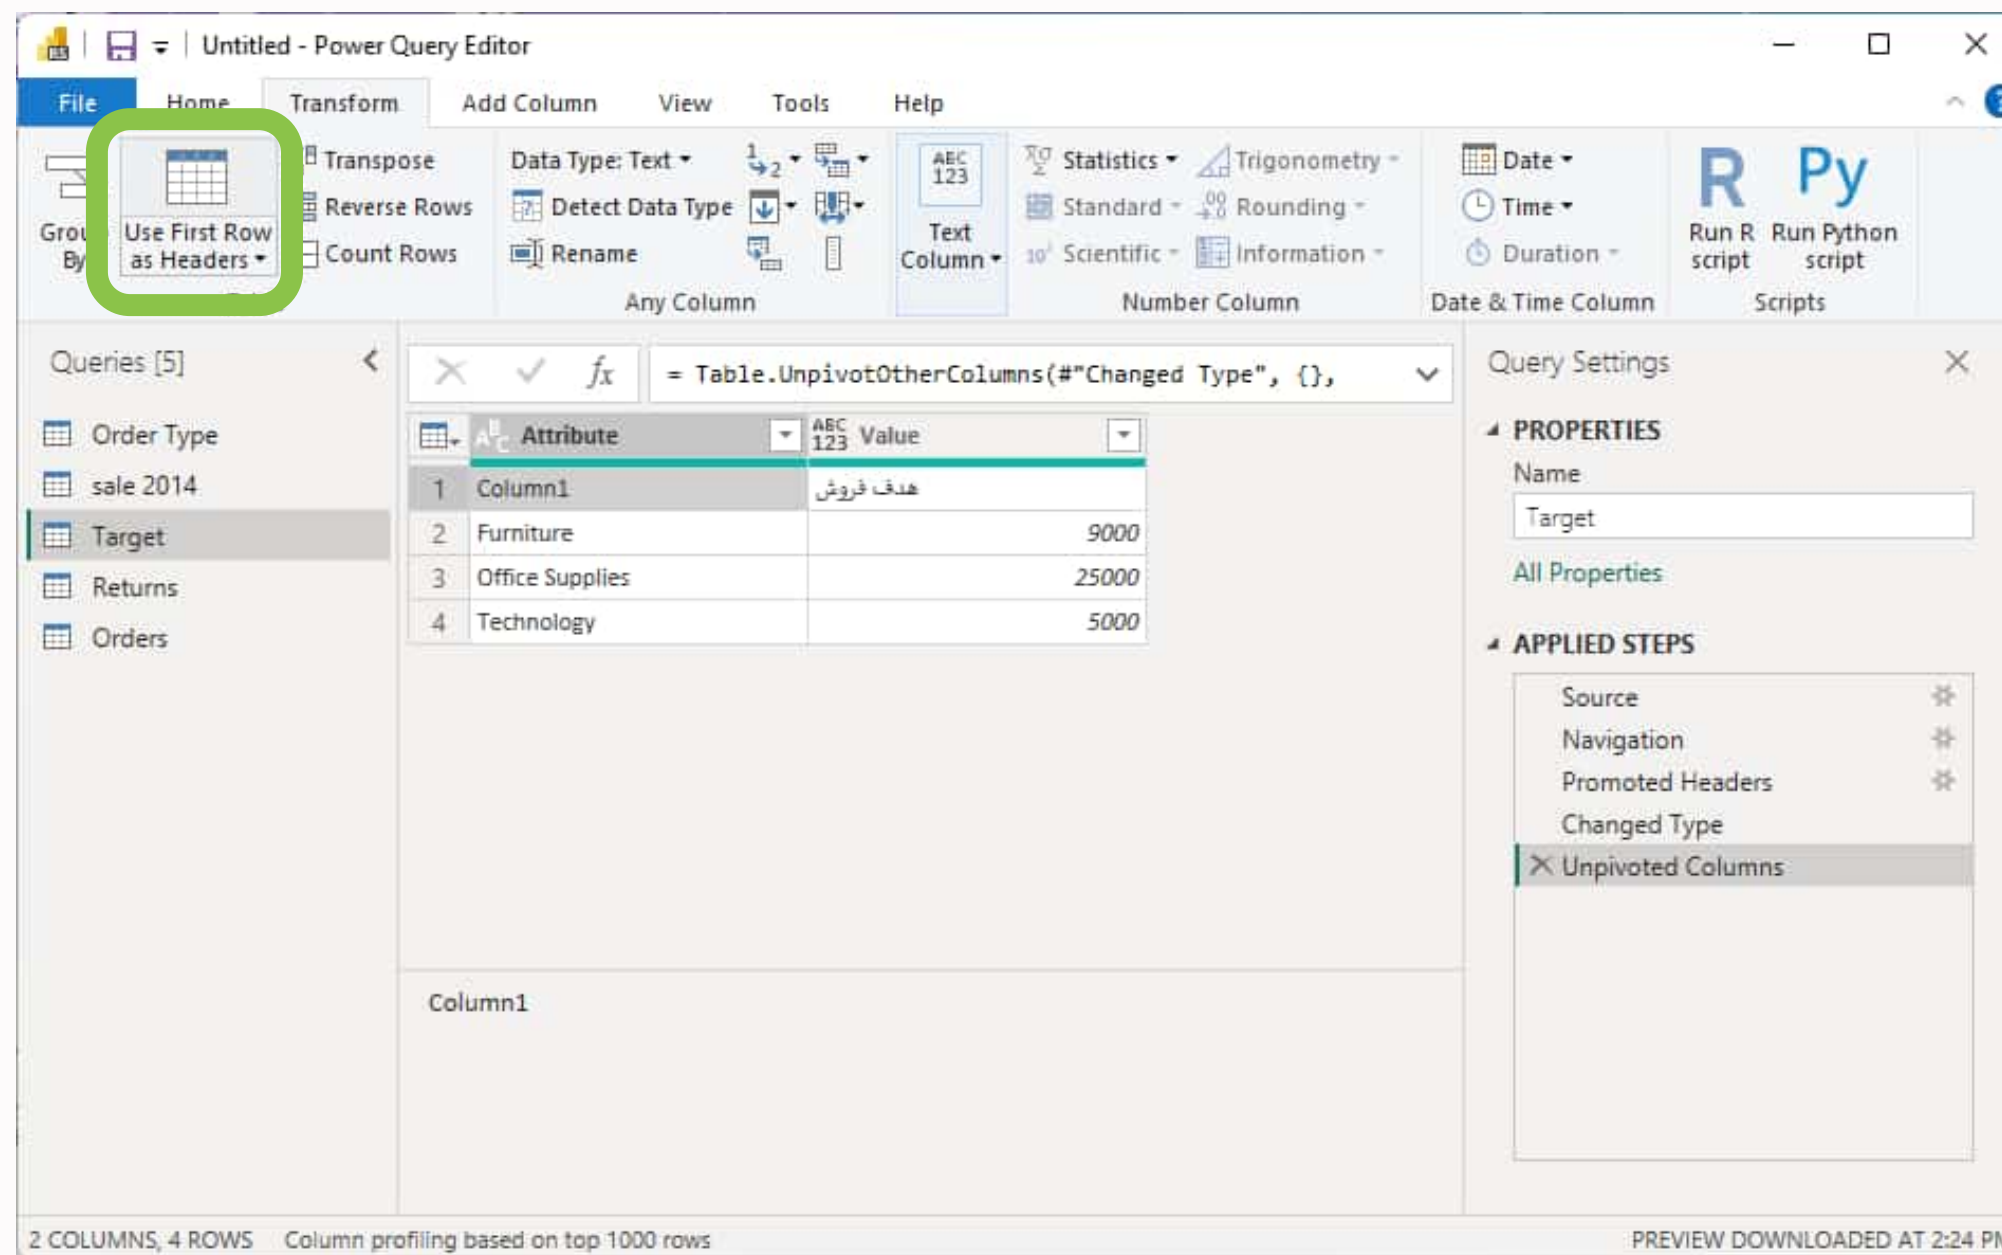 Untitled - Power Query Editor
File Home Transform Add Column View Tools Help
Use First Row
as Headers
Transpose
Reverse Rows
Count Rows
Data Type: Text
Detect Data Type
Rename
Any Column
ABC
123
Text
Column
Statistics
Standard
Scientific
Trigonometry
Rounding
Information
Number Column
Date
Time
Duration
Date & Time Column
R
Run R
script
Py
Run Python
script
Scripts
Queries [5]
Order Type
sale 2014
Target
Returns
Orders
fx = Table.UnpivotOtherColumns(#"Changed Type", {},
Attribute ABC 123 Value
1 Column1 هدف فروش
2 Furniture 9000
3 Office Supplies 25000
4 Technology 5000
Column1
Query Settings
PROPERTIES
Name
Target
All Properties
APPLIED STEPS
Source
Navigation
Promoted Headers
Changed Type
Unpivoted Columns
2 COLUMNS, 4 ROWS Column profiling based on top 1000 rows
PREVIEW DOWNLOADED AT 2:24 PM